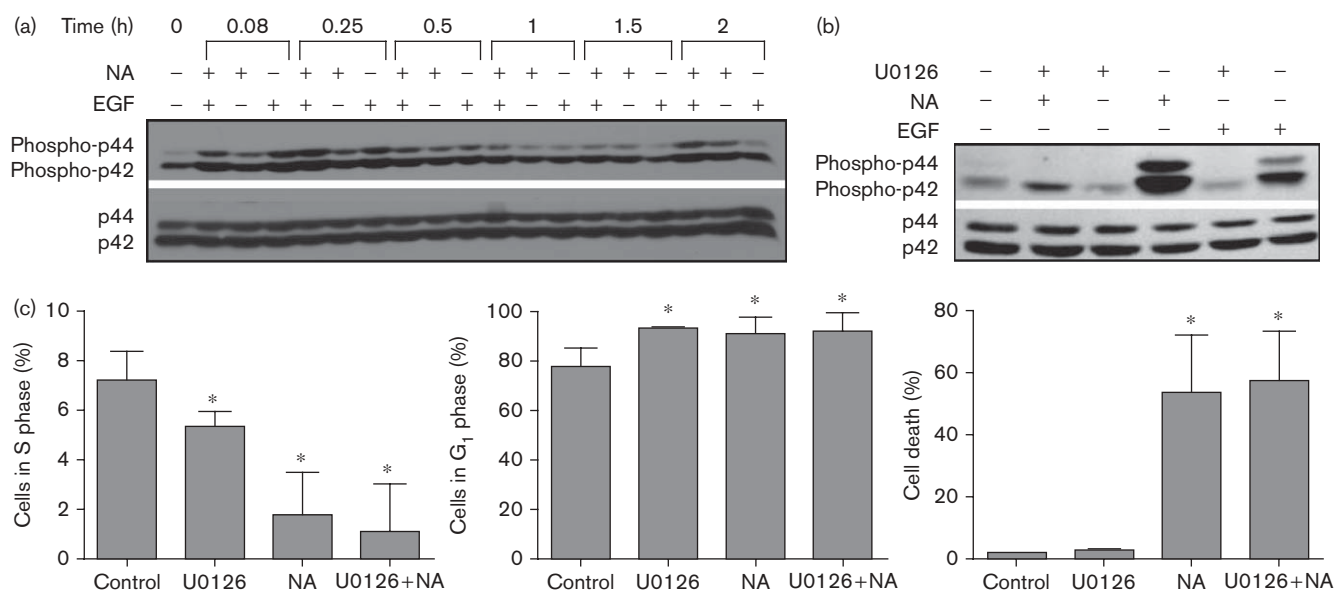 (a) Time (h) 0 0.08 0.25 0.5 1 1.5 2
NA − + + − + + − + + − + + − + + − + + −
EGF − + − + + − + + − + + − + + − + + − +
Phospho-p44
Phospho-p42
p44
p42
(b)
U0126 − + + − + −
NA − + − + − −
EGF − − − − + +
Phospho-p44
Phospho-p42
p44
p42
(c)
Cells in S phase (%)
10
8
6
4
2
0
* * *
Control U0126 NA U0126+NA
Cells in G₁ phase (%)
100
80
60
40
20
0
* * *
Control U0126 NA U0126+NA
Cell death (%)
80
60
40
20
0
* *
Control U0126 NA U0126+NA